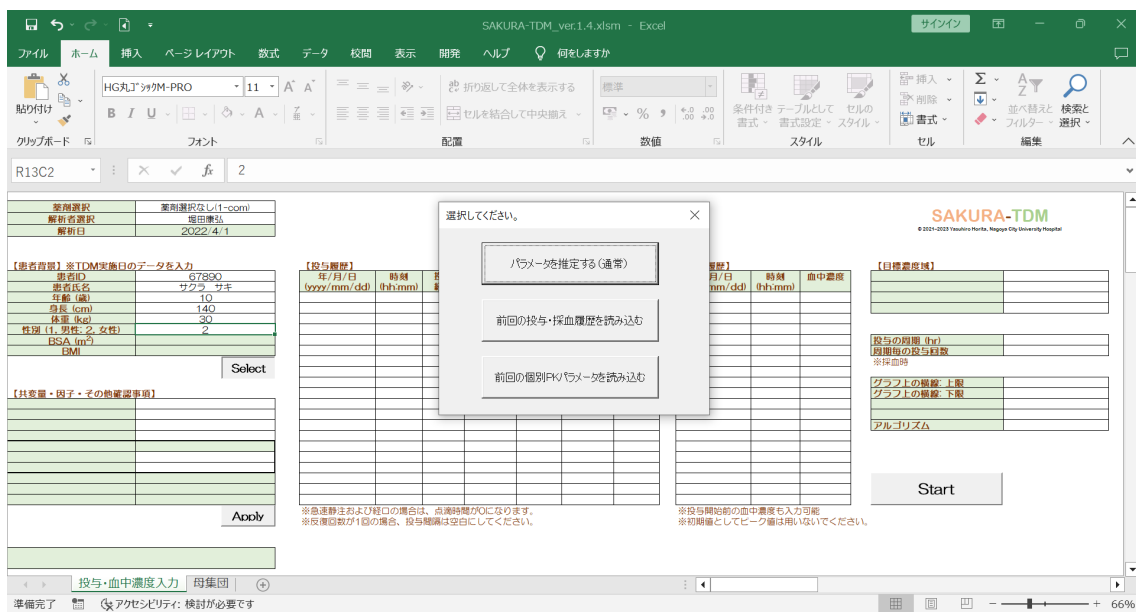 SAKURA-TDM_ver.1.4.xlsm - Excel
サインイン
ファイル ホーム 挿入 ページ レイアウト 数式 データ 校閲 表示 開発 ヘルプ 何をしますか
貼り付け
クリップボード
HG丸ゴシックM-PRO 11
B I U
フォント
折り返して全体を表示する
セルを結合して中央揃え
配置
標準
数値
条件付き 書式
テーブルとして 書式設定
セルの スタイル
スタイル
挿入
削除
書式
セル
並べ替えと フィルター
検索と 選択
編集
R13C2 fx 2
薬剤選択 薬剤選択なし(1-com)
解析者選択 堀田康弘
解析日 2022/4/1
【患者背景】※TDM実施日のデータを入力
患者ID 67890
患者氏名 サクラ サキ
年齢 (歳) 10
身長 (cm) 140
体重 (kg) 30
性別 (1, 男性: 2, 女性) 2
BSA (m²)
BMI
Select
【共変量・因子・その他確認事項】
Apply
【投与履歴】
年/月/日 時刻
(yyyy/mm/dd) (hh:mm)
※急速静注および経口の場合は、点滴時間が0になります。
※反復回数が1回の場合、投与間隔は空白にしてください。
選択してください。
パラメータを推定する(通常)
前回の投与・採血履歴を読み込む
前回の個別PKパラメータを読み込む
履歴】
月/日 時刻 血中濃度
mm/dd) (hh:mm)
※投与開始前の血中濃度も入力可能
※初期値としてピーク値は用いないでください。
SAKURA-TDM
© 2021-2023 Yasuhiro Horita, Nagoya City University Hospital
【目標濃度域】
投与の周期 (hr)
周期毎の投与回数
※採血時
グラフ上の横線: 上限
グラフ上の横線: 下限
アルゴリズム
Start
投与・血中濃度入力 母集団
準備完了 アクセシビリティ: 検討が必要です
66%